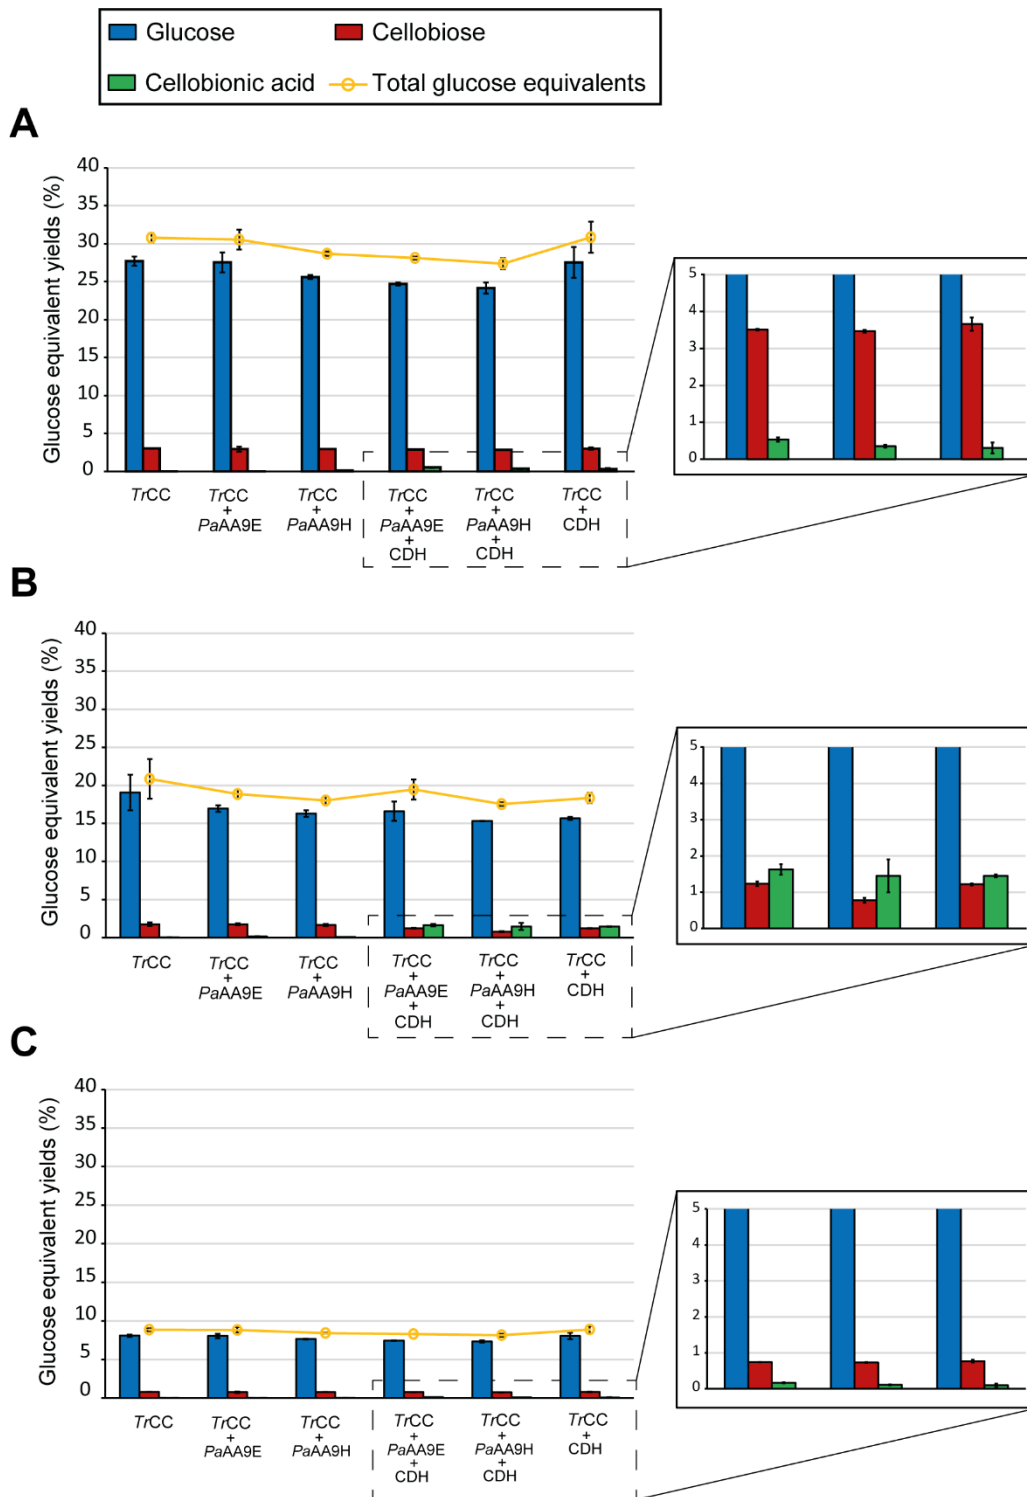 Glucose
Cellobiose
Cellobionic acid
Total glucose equivalents
A
Glucose equivalent yields (%)
40
35
30
25
20
15
10
5
0
TrCC
TrCC
+
PaAA9E
TrCC
+
PaAA9H
TrCC
+
PaAA9E
+
CDH
TrCC
+
PaAA9H
+
CDH
TrCC
+
CDH
5
4
3
2
1
0
B
Glucose equivalent yields (%)
40
35
30
25
20
15
10
5
0
TrCC
TrCC
+
PaAA9E
TrCC
+
PaAA9H
TrCC
+
PaAA9E
+
CDH
TrCC
+
PaAA9H
+
CDH
TrCC
+
CDH
5
4
3
2
1
0
C
Glucose equivalent yields (%)
40
35
30
25
20
15
10
5
0
TrCC
TrCC
+
PaAA9E
TrCC
+
PaAA9H
TrCC
+
PaAA9E
+
CDH
TrCC
+
PaAA9H
+
CDH
TrCC
+
CDH
5
4
3
2
1
0